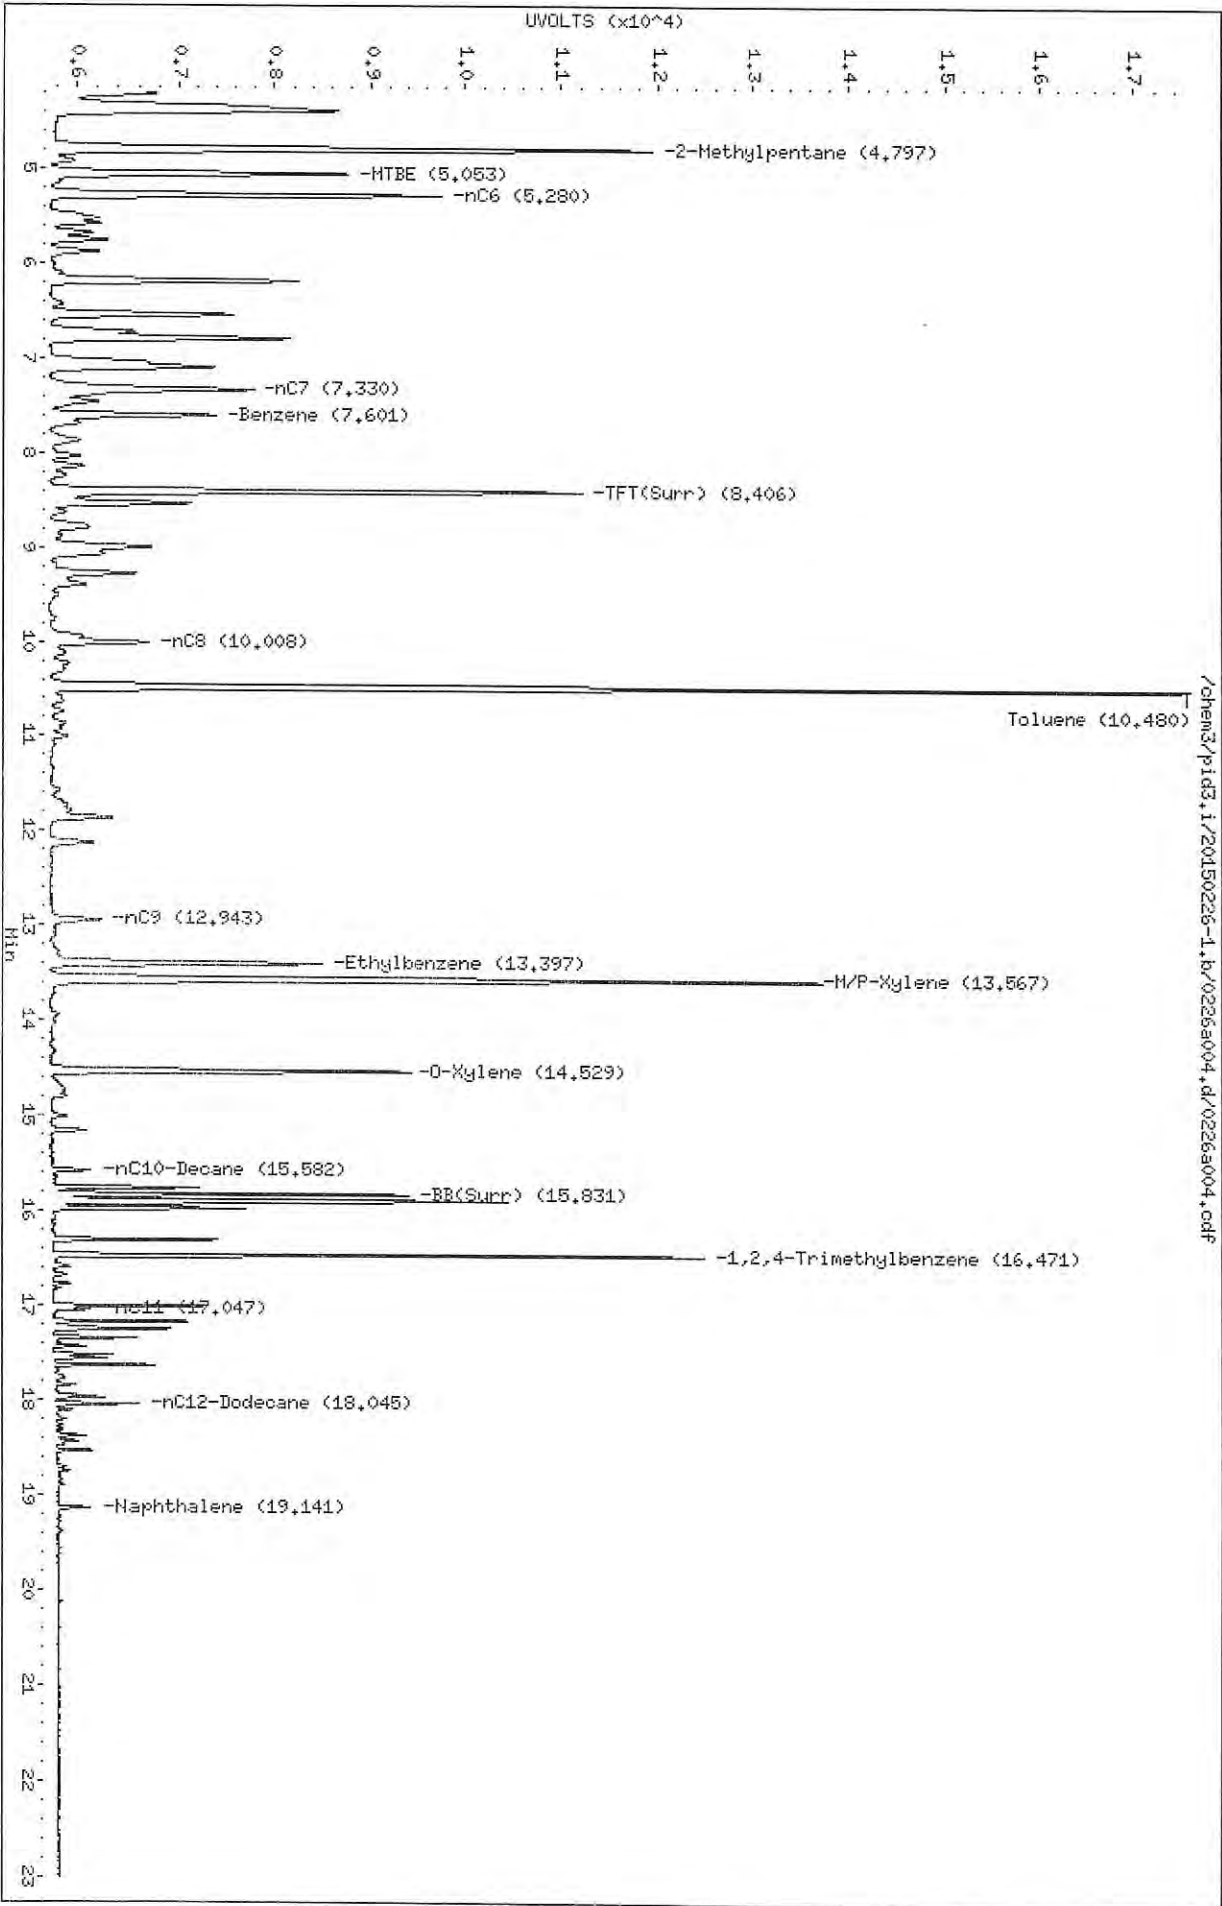 /chem3/pid3.i/20150226-1.b/0226a004.d/0226a004.cdf
UVOLTS (x10^4)
0.6
0.7
0.8
0.9
1.0
1.1
1.2
1.3
1.4
1.5
1.6
1.7
-2-Methylpentane (4.797)
-MTBE (5.053)
-nC6 (5.280)
-nC7 (7.330)
-Benzene (7.601)
-TFT(Surr) (8.406)
-nC8 (10.008)
Toluene (10.480)
-nC9 (12.943)
-Ethylbenzene (13.397)
-M/P-Xylene (13.567)
-O-Xylene (14.529)
-nC10-Decane (15.582)
-BB(Surr) (15.831)
-1,2,4-Trimethylbenzene (16.471)
-nC11 (17.047)
-nC12-Dodecane (18.045)
-Naphthalene (19.141)
5
6
7
8
9
10
11
12
13
14
15
16
17
18
19
20
21
22
23
Min